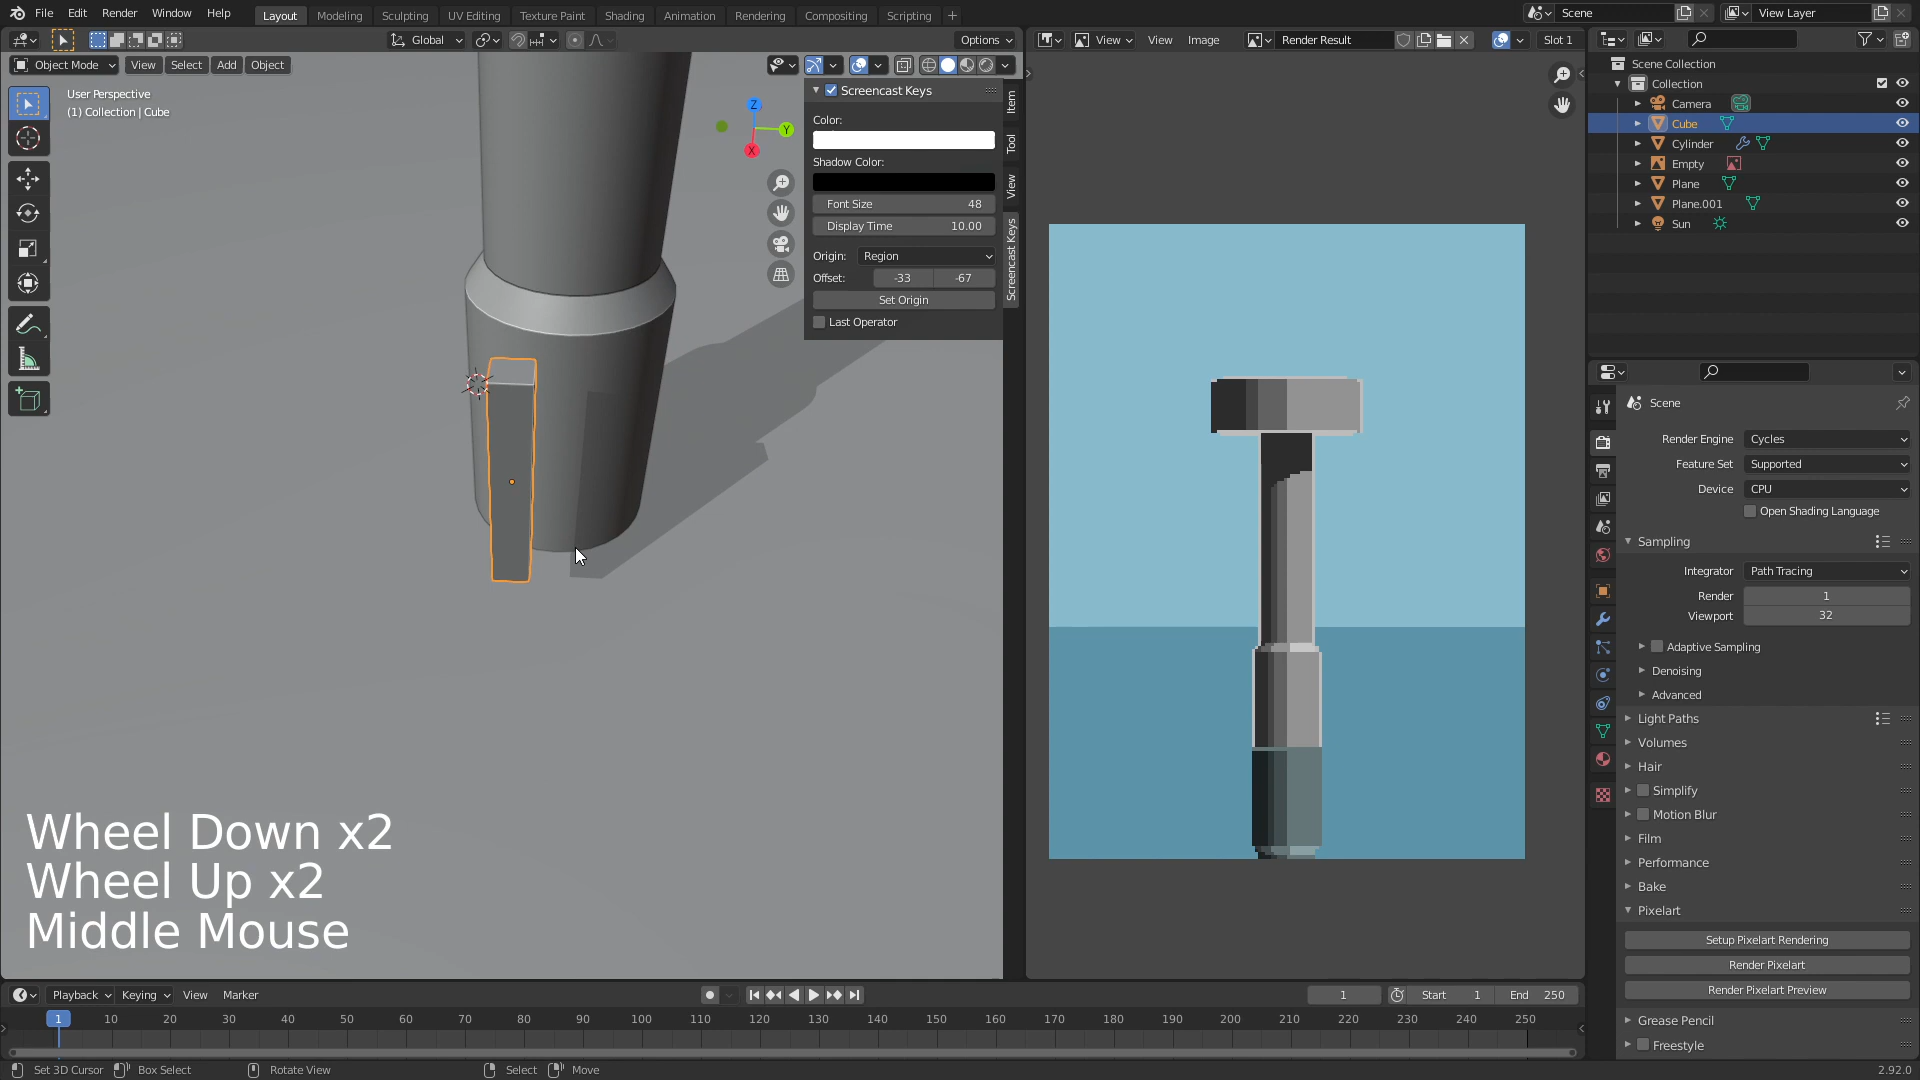 File Edit Render Window Help Layout Modeling Sculpting UV Editing Texture Paint Shading Animation Rendering Compositing Scripting + Scene View Layer
Global Options View View Image Render Result Slot 1
Object Mode View Select Add Object
User Perspective
(1) Collection | Cube
Z
Y
X
Screencast Keys
Color:
Shadow Color:
Font Size 48
Display Time 10.00
Origin: Region
Offset: -33 -67
Set Origin
Last Operator
Item
Tool
View
Screencast Keys
Wheel Down x2
Wheel Up x2
Middle Mouse
Scene Collection
Collection
Camera
Cube
Cylinder
Empty
Plane
Plane.001
Sun
Scene
Render Engine Cycles
Feature Set Supported
Device CPU
Open Shading Language
Sampling
Integrator Path Tracing
Render 1
Viewport 32
Adaptive Sampling
Denoising
Advanced
Light Paths
Volumes
Hair
Simplify
Motion Blur
Film
Performance
Bake
Pixelart
Setup Pixelart Rendering
Render Pixelart
Render Pixelart Preview
Grease Pencil
Freestyle
Playback Keying View Marker 1 Start 1 End 250
1 10 20 30 40 50 60 70 80 90 100 110 120 130 140 150 160 170 180 190 200 210 220 230 240 250
Set 3D Cursor Box Select Rotate View Select Move 2.92.0